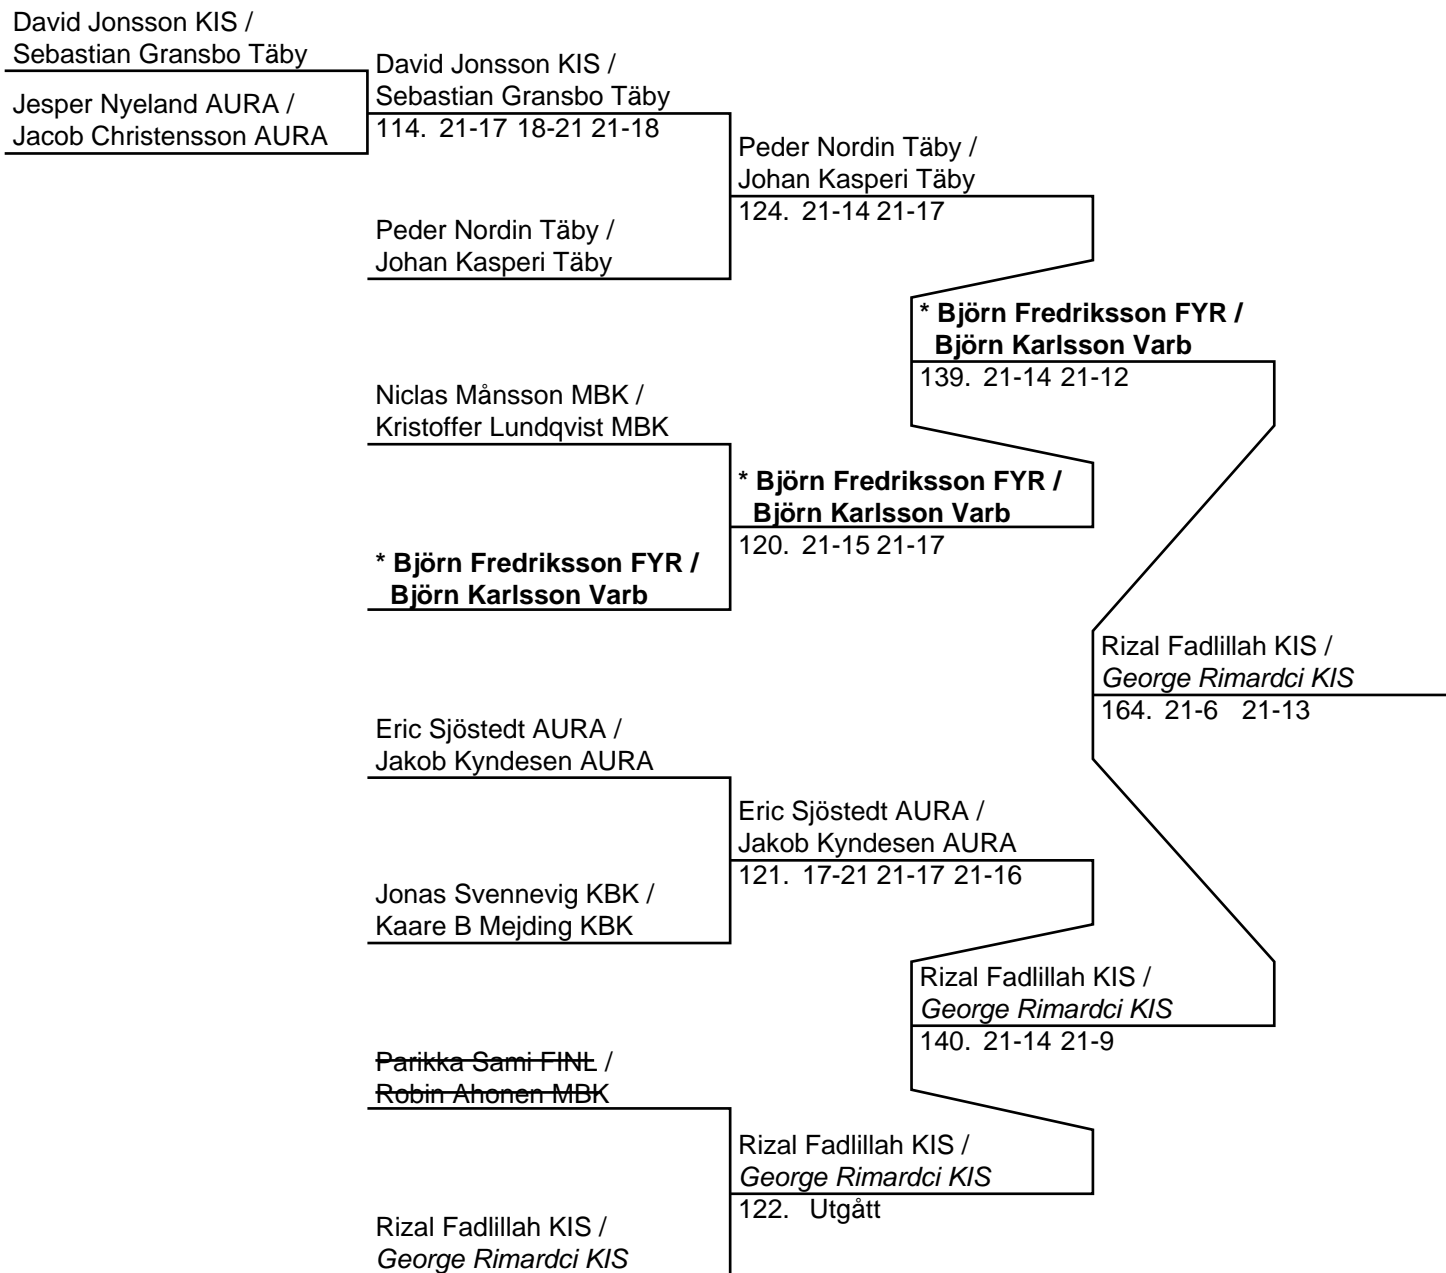 David Jonsson KIS /
Sebastian Gransbo Täby
Jesper Nyeland AURA /
Jacob Christensson AURA
David Jonsson KIS /
Sebastian Gransbo Täby
114. 21-17 18-21 21-18
Peder Nordin Täby /
Johan Kasperi Täby
Peder Nordin Täby /
Johan Kasperi Täby
124. 21-14 21-17
* Björn Fredriksson FYR /
Björn Karlsson Varb
139. 21-14 21-12
Niclas Månsson MBK /
Kristoffer Lundqvist MBK
* Björn Fredriksson FYR /
Björn Karlsson Varb
120. 21-15 21-17
* Björn Fredriksson FYR /
Björn Karlsson Varb
Rizal Fadlillah KIS /
George Rimardci KIS
164. 21-6 21-13
Eric Sjöstedt AURA /
Jakob Kyndesen AURA
Eric Sjöstedt AURA /
Jakob Kyndesen AURA
121. 17-21 21-17 21-16
Jonas Svennevig KBK /
Kaare B Mejding KBK
Rizal Fadlillah KIS /
George Rimardci KIS
140. 21-14 21-9
Parikka Sami FINL /
Robin Ahonen MBK
Rizal Fadlillah KIS /
George Rimardci KIS
122. Utgått
Rizal Fadlillah KIS /
George Rimardci KIS